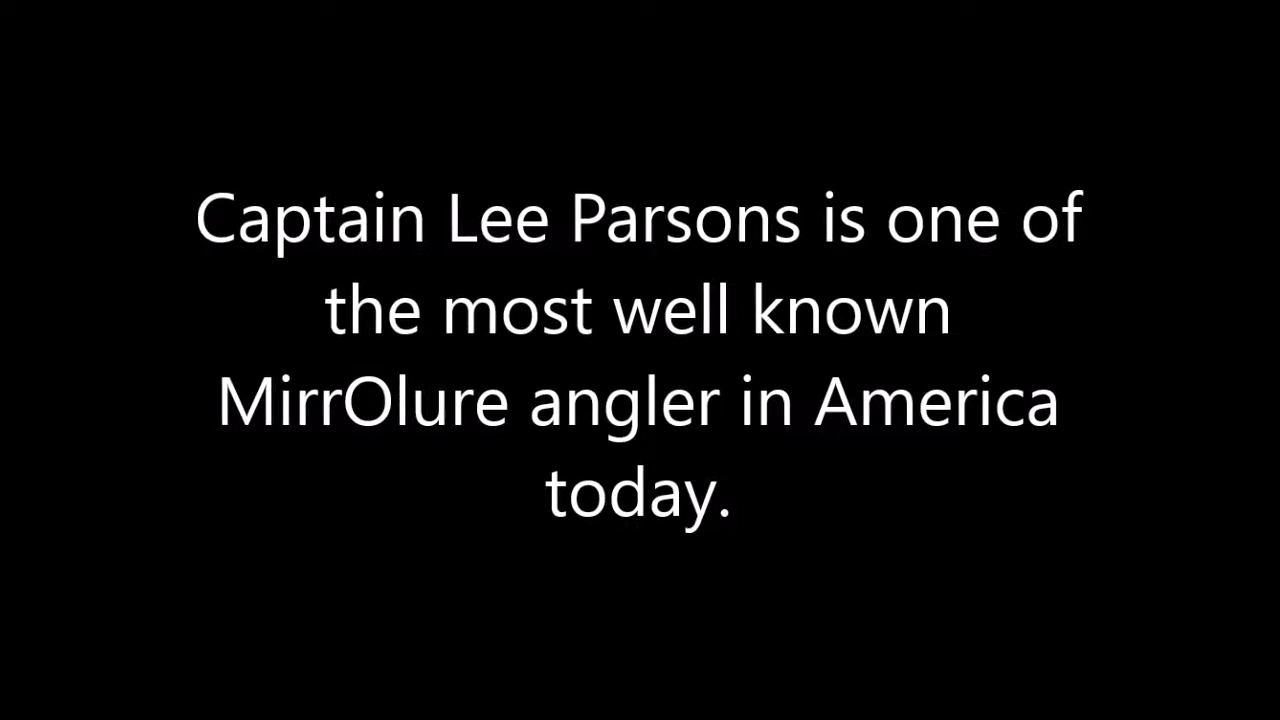 Captain Lee Parsons is one of
the most well known
MirrOlure angler in America
today.